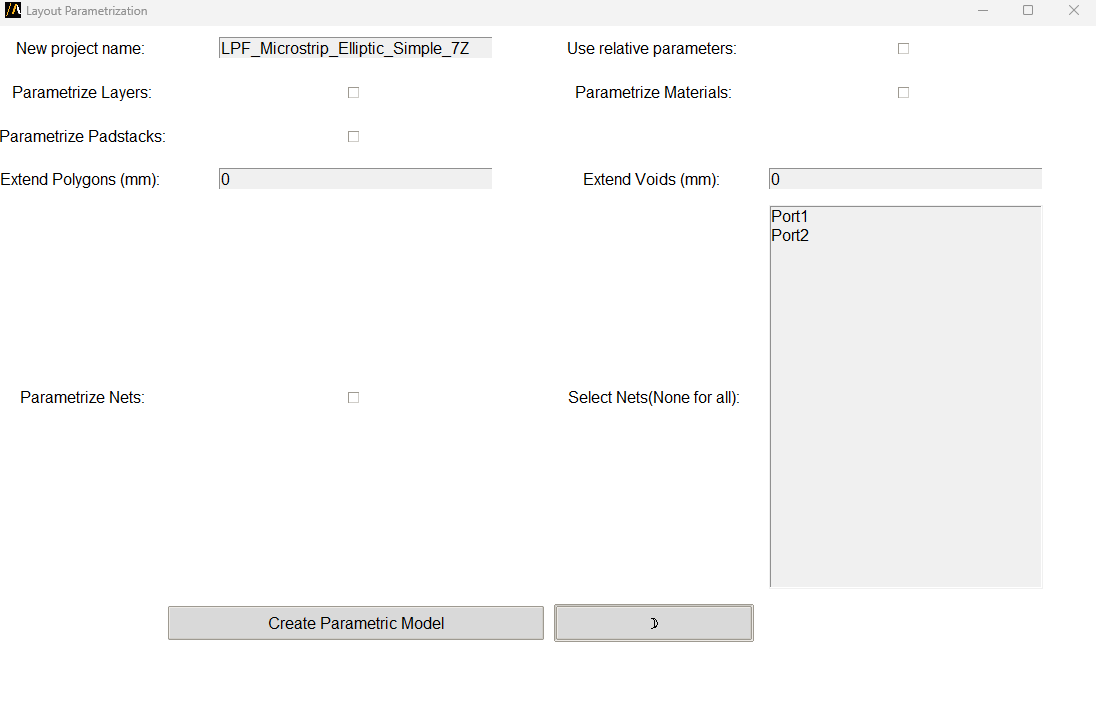 Layout Parametrization
New project name: LPF_Microstrip_Elliptic_Simple_7Z Use relative parameters:
Parametrize Layers: Parametrize Materials:
Parametrize Padstacks:
Extend Polygons (mm): 0 Extend Voids (mm): 0
Port1
Port2
Parametrize Nets: Select Nets(None for all):
Create Parametric Model ☽